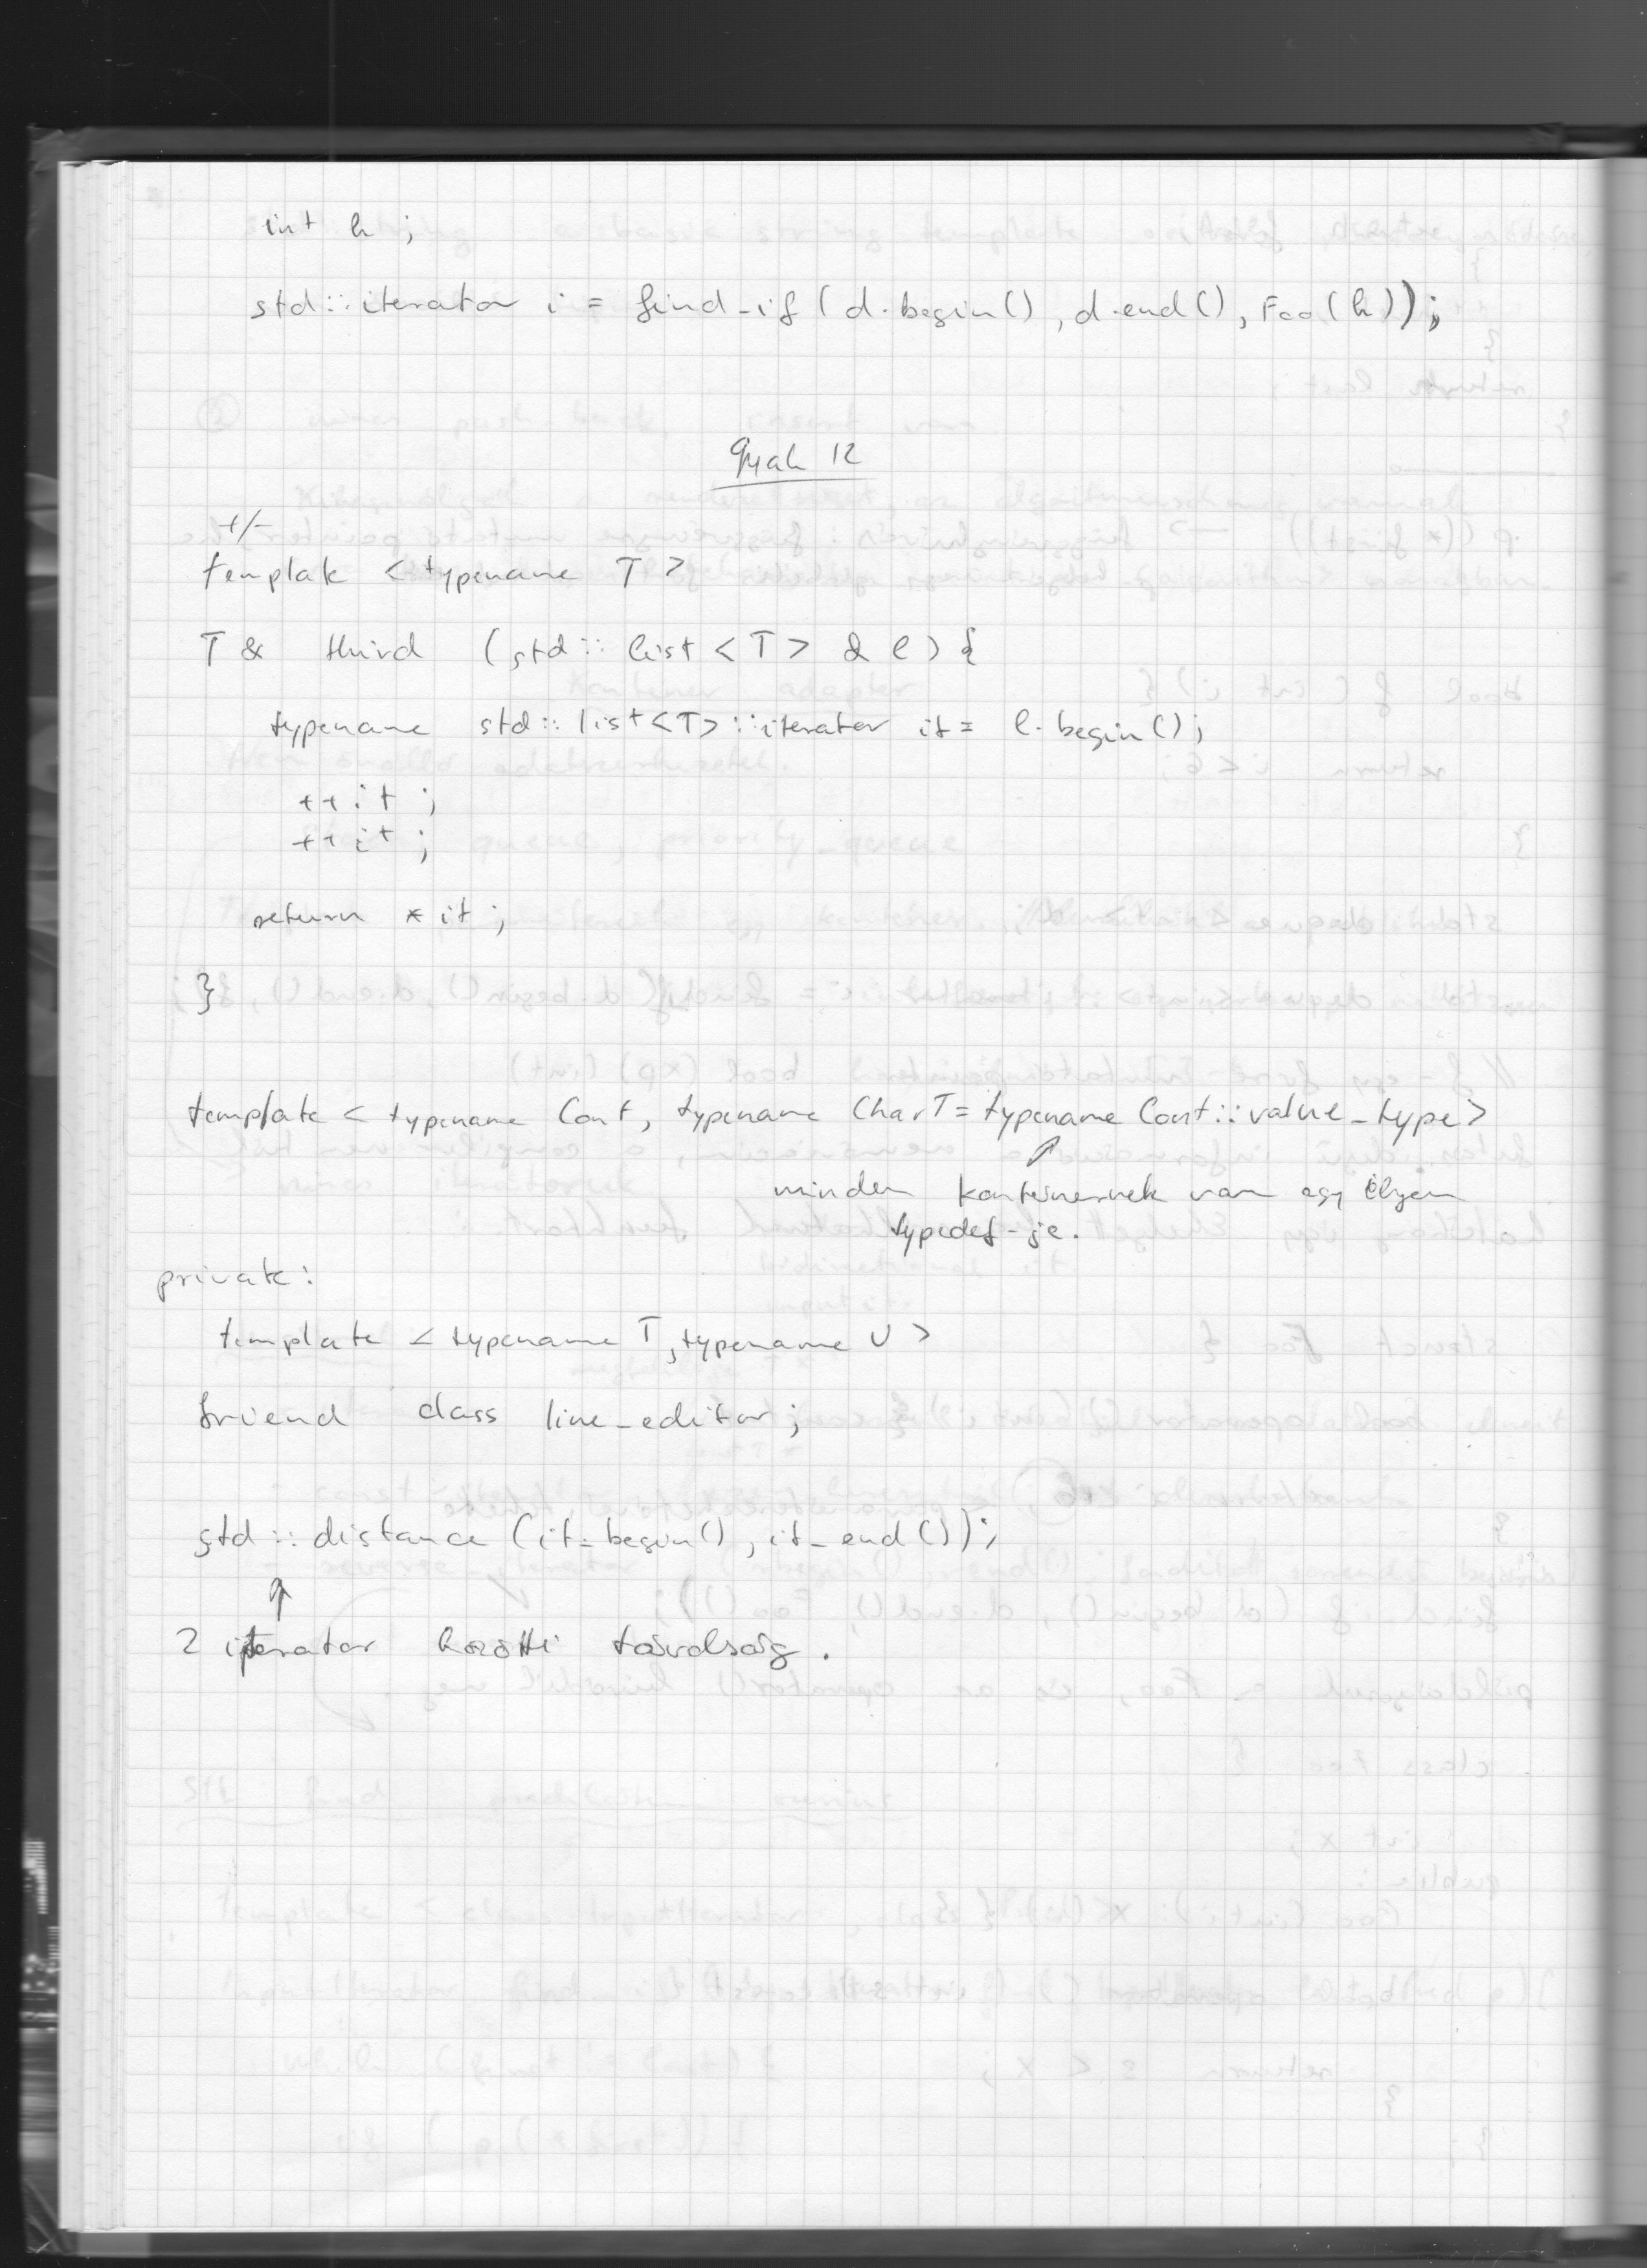 int k ;
std::iterator i = find_if ( d.begin() , d.end() , Foo(k) ) ;
Gyak 12
+/-
template < typename T >
T & third (std:: list < T > & l) {
typename std:: list<T>::iterator it = l.begin();
++it ;
++it ;
return *it ;
}
template < typename Cont, typename CharT = typename Cont::value_type>
minden konténernek van egy ilyen
typedef-je.
private:
template < typename T, typename U >
friend class line_editor;
std :: distance (it_begin() , it_end());
2 iterator közötti távolság .